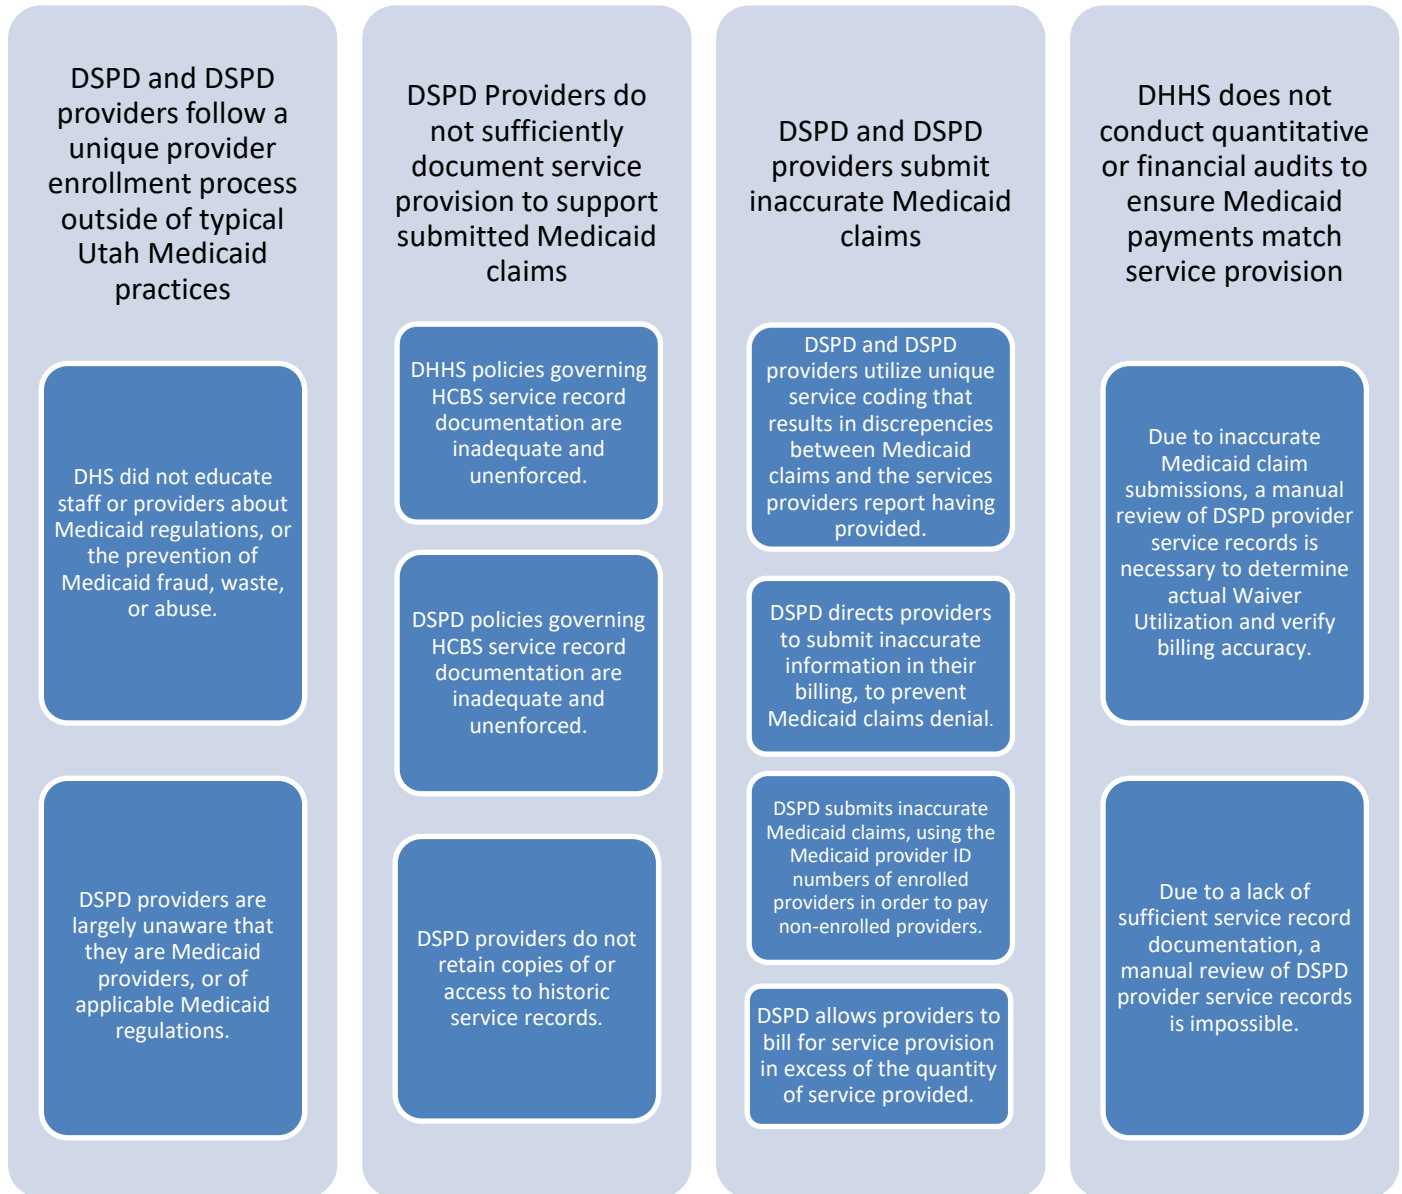 DSPD and DSPD
providers follow a
unique provider
enrollment process
outside of typical
Utah Medicaid
practices
DHS did not educate
staff or providers about
Medicaid regulations, or
the prevention of
Medicaid fraud, waste,
or abuse.
DSPD providers are
largely unaware that
they are Medicaid
providers, or of
applicable Medicaid
regulations.
DSPD Providers do
not sufficiently
document service
provision to support
submitted Medicaid
claims
DHHS policies governing
HCBS service record
documentation are
inadequate and
unenforced.
DSPD policies governing
HCBS service record
documentation are
inadequate and
unenforced.
DSPD providers do not
retain copies of or
access to historic
service records.
DSPD and DSPD
providers submit
inaccurate Medicaid
claims
DSPD and DSPD
providers utilize unique
service coding that
results in discrepencies
between Medicaid
claims and the services
providers report having
provided.
DSPD directs providers
to submit inaccurate
information in their
billing, to prevent
Medicaid claims denial.
DSPD submits inaccurate
Medicaid claims, using the
Medicaid provider ID
numbers of enrolled
providers in order to pay
non-enrolled providers.
DSPD allows providers to
bill for service provision
in excess of the quantity
of service provided.
DHHS does not
conduct quantitative
or financial audits to
ensure Medicaid
payments match
service provision
Due to inaccurate
Medicaid claim
submissions, a manual
review of DSPD provider
service records is
necessary to determine
actual Waiver
Utilization and verify
billing accuracy.
Due to a lack of
sufficient service record
documentation, a
manual review of DSPD
provider service records
is impossible.